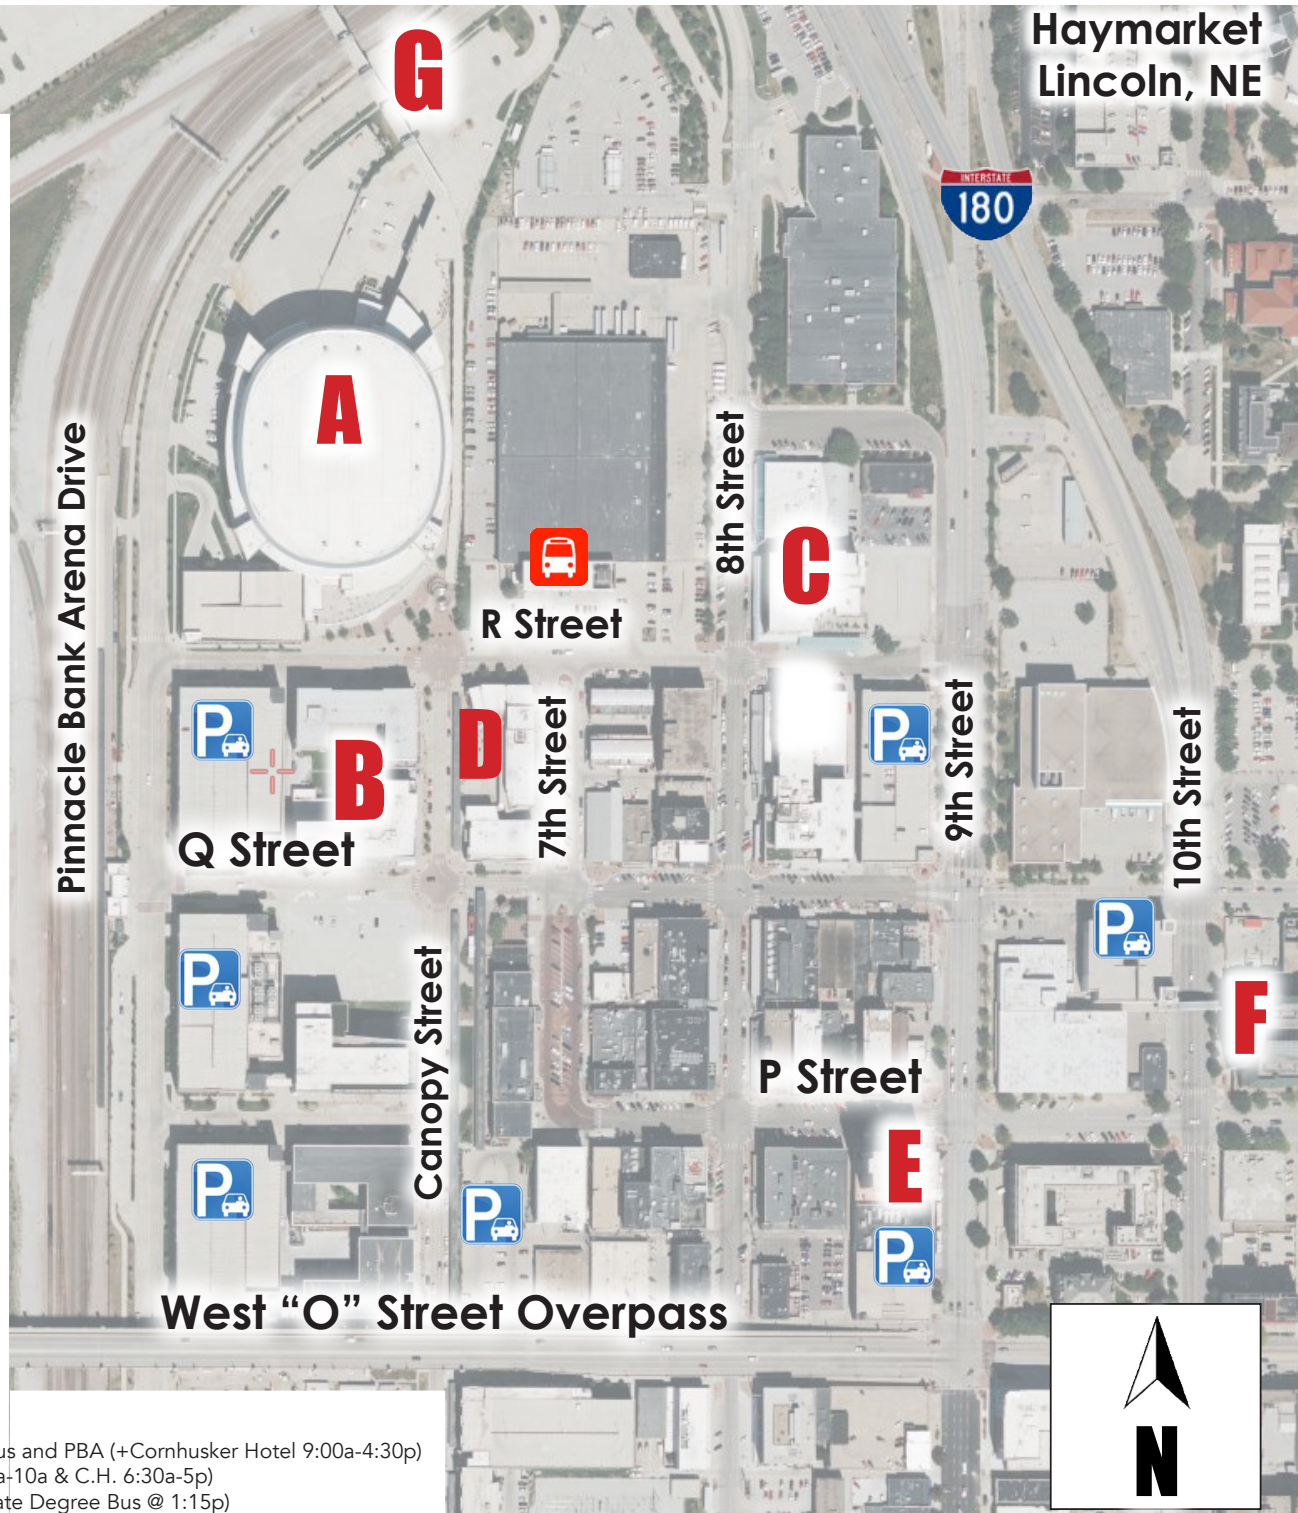 Haymarket
Lincoln, NE
G
INTERSTATE
180
A
Pinnacle Bank Arena Drive
8th Street
C
R Street
P
B
D
7th Street
P
9th Street
10th Street
Q Street
P
P
Canopy Street
F
P Street
E
P
P
P
West “O” Street Overpass
N
us and PBA (+Cornhusker Hotel 9:00a-4:30p)
a-10a & C.H. 6:30a-5p)
ate Degree Bus @ 1:15p)